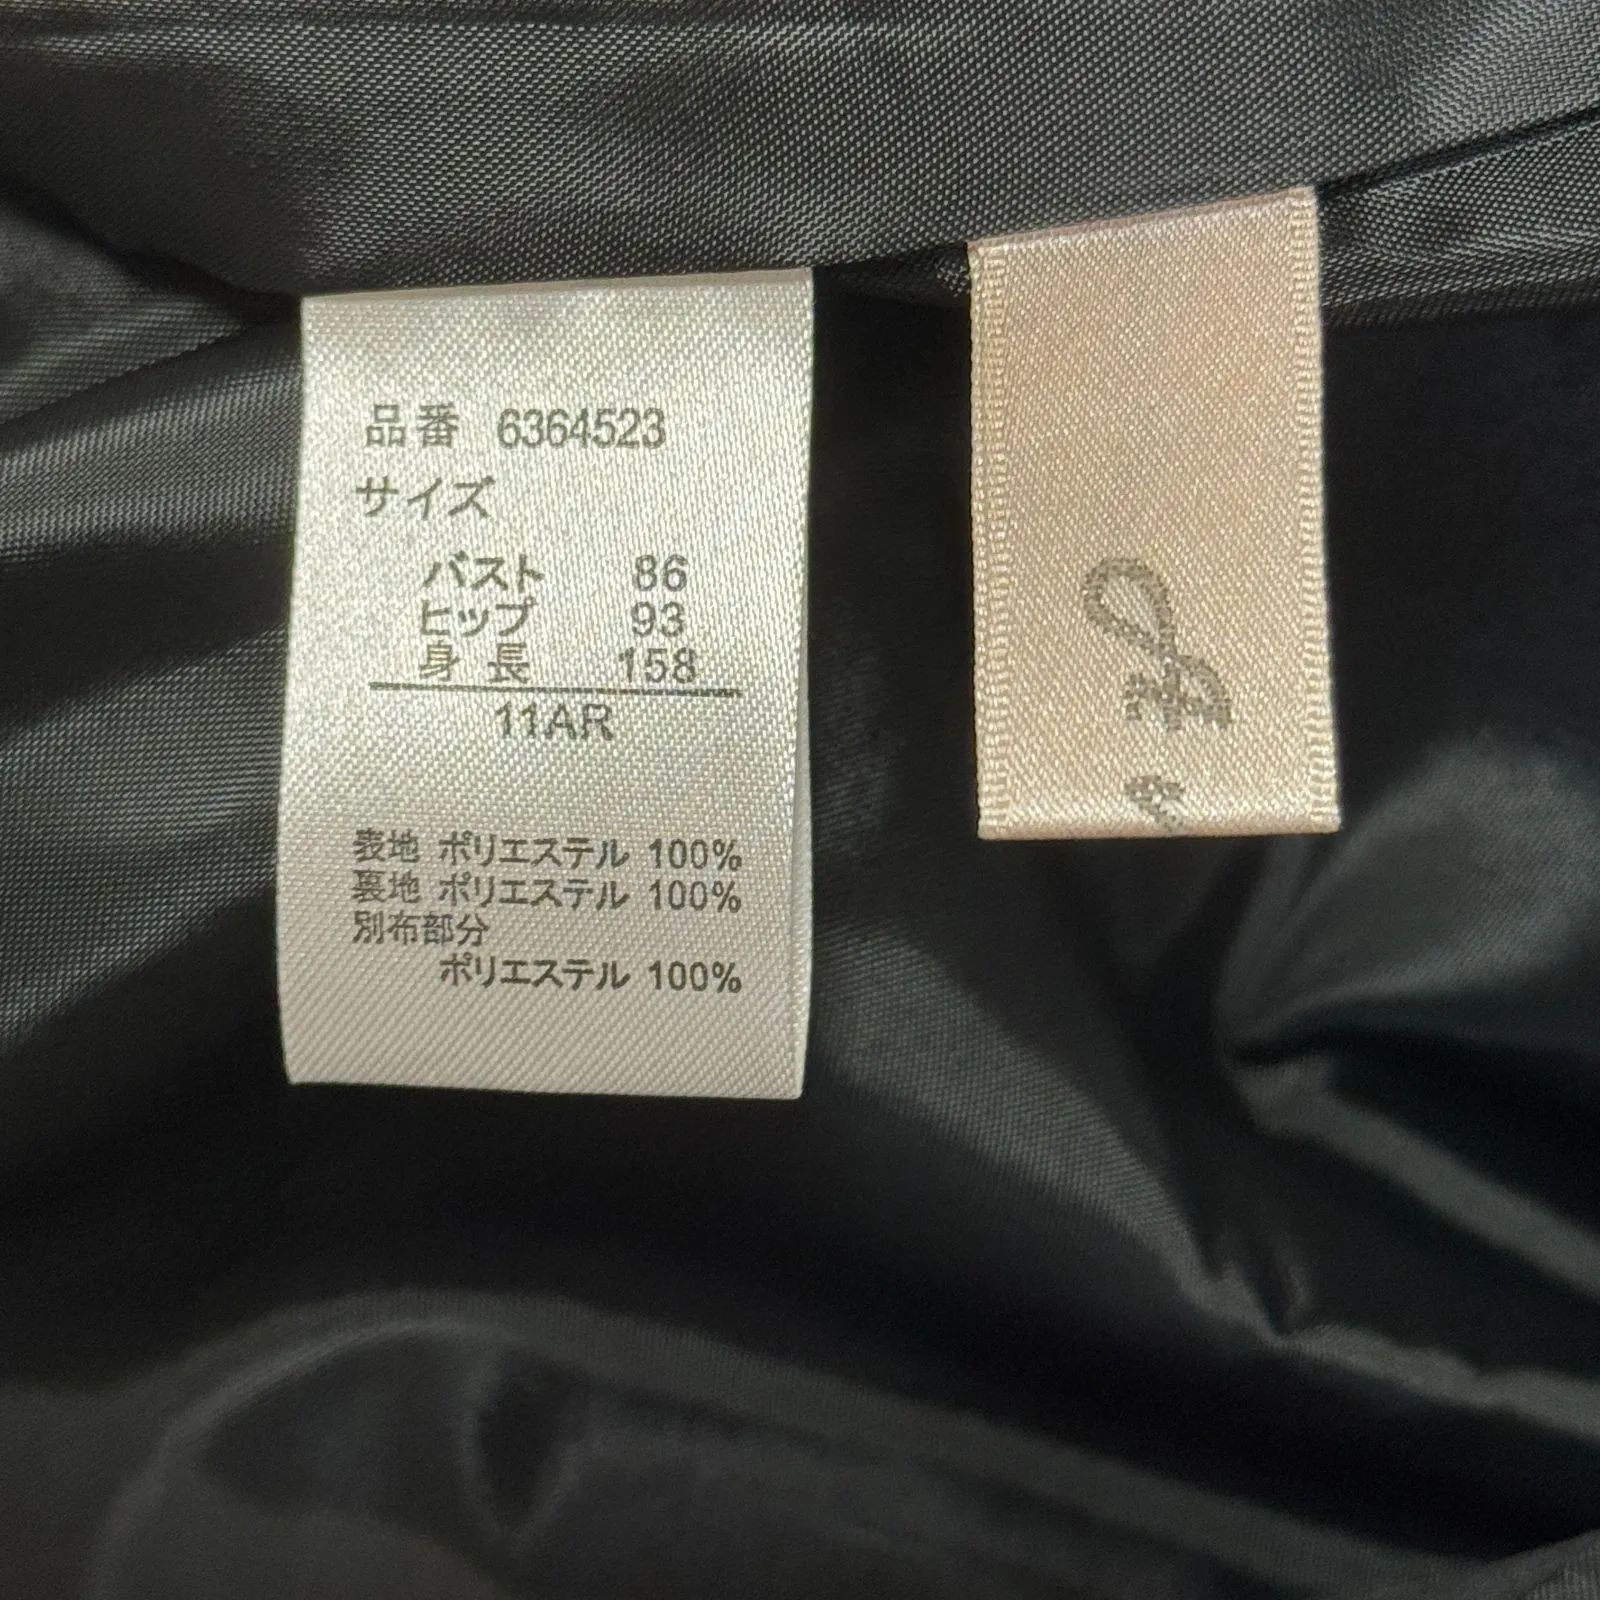 品番 6364523
サイズ
バスト 86
ヒップ 93
身長 158
11AR
表地 ポリエステル 100%
裏地 ポリエステル 100%
別布部分
ポリエステル 100%